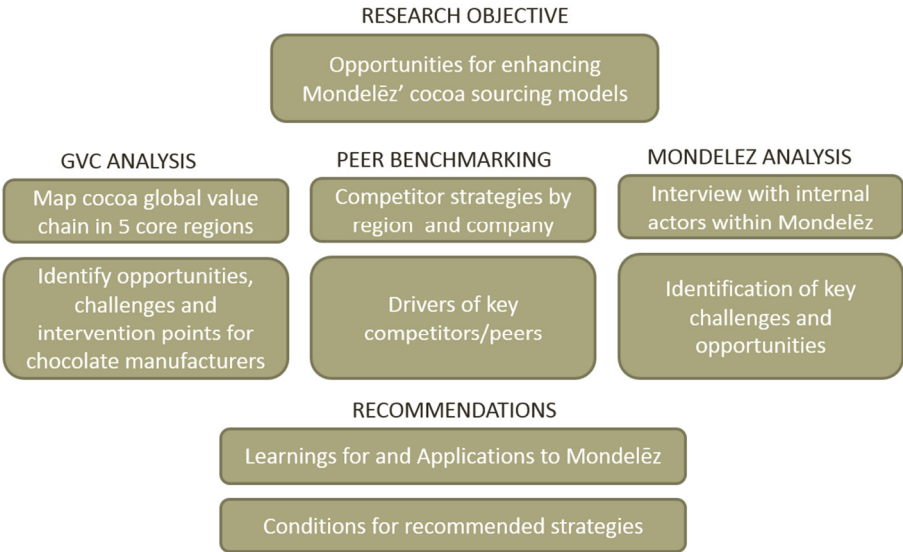 RESEARCH OBJECTIVE
Opportunities for enhancing
Mondelēz' cocoa sourcing models
GVC ANALYSIS
Map cocoa global value
chain in 5 core regions
Identify opportunities,
challenges and
intervention points for
chocolate manufacturers
PEER BENCHMARKING
Competitor strategies by
region and company
Drivers of key
competitors/peers
MONDELEZ ANALYSIS
Interview with internal
actors within Mondelēz
Identification of key
challenges and
opportunities
RECOMMENDATIONS
Learnings for and Applications to Mondelēz
Conditions for recommended strategies